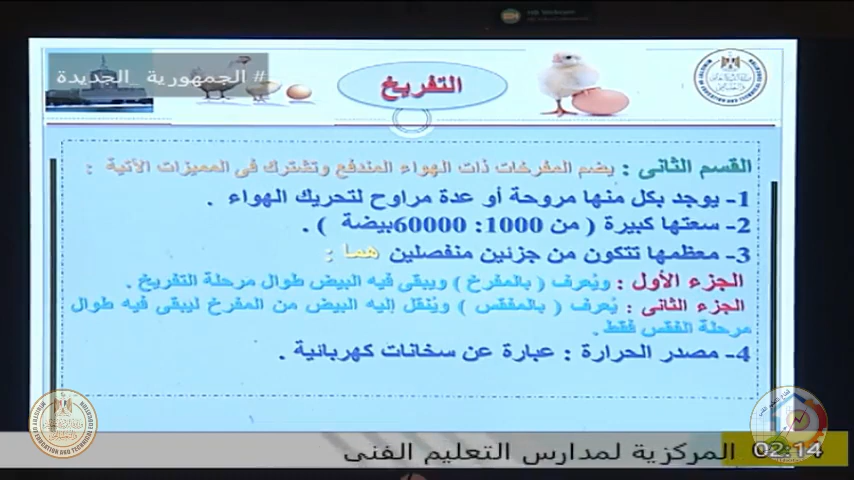 # الجمهورية _الجديدة
التفريخ
القسم الثانى : يضم المفرخات ذات الهواء المندفع وتشترك فى المميزات الآتية :
1- يوجد بكل منها مروحة أو عدة مراوح لتحريك الهواء .
2- سعتها كبيرة ( من 1000: 60000بيضة ) .
3- معظمها تتكون من جزئين منفصلين هما :
الجزء الأول : ويُعرف ( بالمفرخ ) ويبقى فيه البيض طوال مرحلة التفريخ .
الجزء الثانى : يُعرف ( بالمفقس ) ويُنقل إليه البيض من المفرخ ليبقى فيه طوال
مرحلة الفقس فقط .
4- مصدر الحرارة : عبارة عن سخانات كهربائية .
المركزية لمدارس التعليم الفنى
02:14